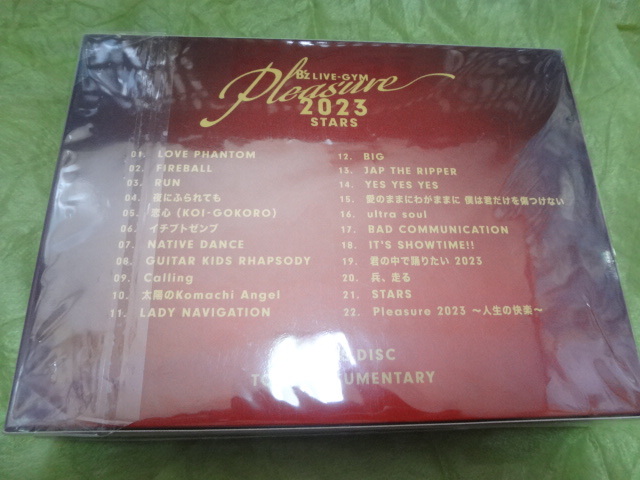 B'z LIVE-GYM
Pleasure
2023
STARS
01. LOVE PHANTOM
02. FIREBALL
03. RUN
04. 夜にふられても
05. 恋心 (KOI-GOKORO)
06. イチブトゼンブ
07. NATIVE DANCE
08. GUITAR KIDS RHAPSODY
09. Calling
10. 太陽のKomachi Angel
11. LADY NAVIGATION
12. BIG
13. JAP THE RIPPER
14. YES YES YES
15. 愛のままにわがままに 僕は君だけを傷つけない
16. ultra soul
17. BAD COMMUNICATION
18. IT'S SHOWTIME!!
19. 君の中で踊りたい 2023
20. 兵、走る
21. STARS
22. Pleasure 2023 〜人生の快楽〜
DISC